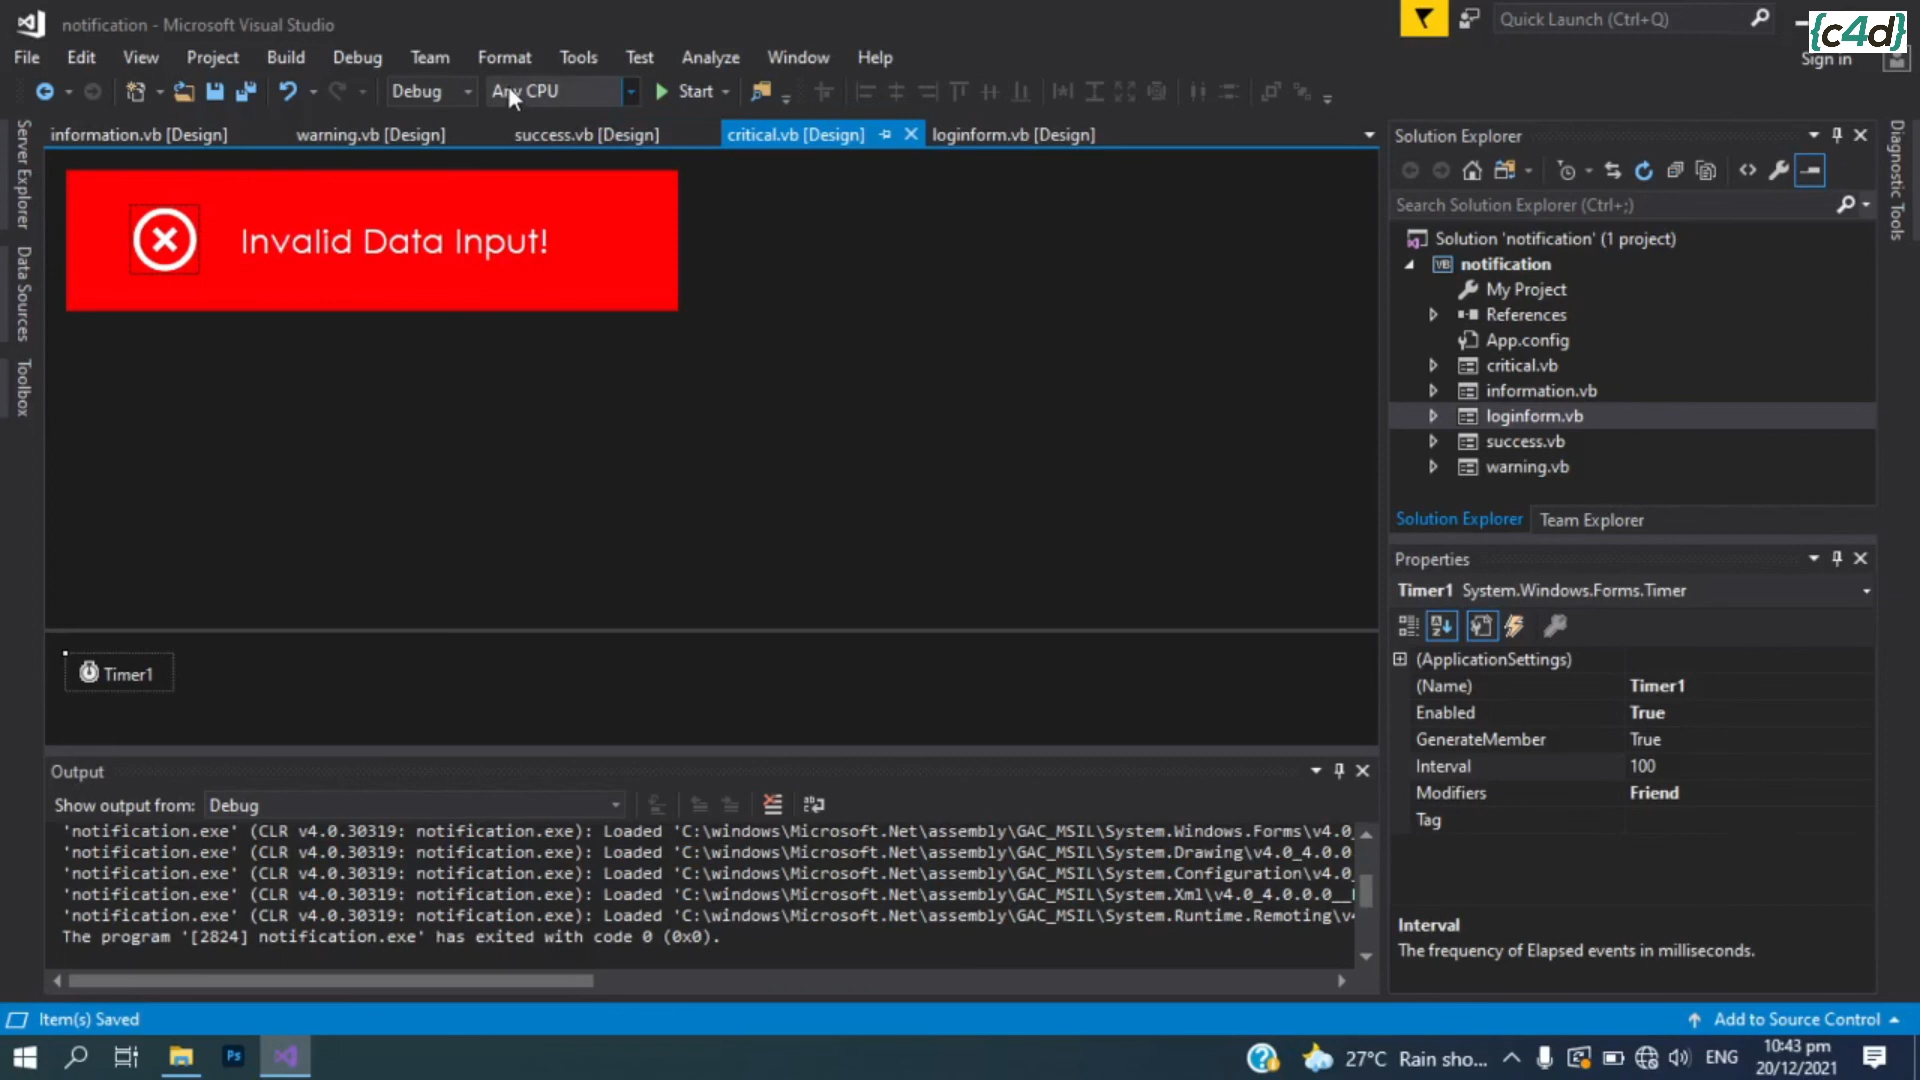 notification - Microsoft Visual Studio
Quick Launch (Ctrl+Q)
{c4d}
File Edit View Project Build Debug Team Format Tools Test Analyze Window Help
Sign in
Debug Any CPU Start
information.vb [Design] warning.vb [Design] success.vb [Design] critical.vb [Design] loginform.vb [Design]
Server Explorer
Data Sources
Toolbox
Invalid Data Input!
Timer1
Output
Show output from: Debug
'notification.exe' (CLR v4.0.30319: notification.exe): Loaded 'C:\windows\Microsoft.Net\assembly\GAC_MSIL\System.Windows.Forms\v4.0_
'notification.exe' (CLR v4.0.30319: notification.exe): Loaded 'C:\windows\Microsoft.Net\assembly\GAC_MSIL\System.Drawing\v4.0_4.0.0
'notification.exe' (CLR v4.0.30319: notification.exe): Loaded 'C:\windows\Microsoft.Net\assembly\GAC_MSIL\System.Configuration\v4.0_
'notification.exe' (CLR v4.0.30319: notification.exe): Loaded 'C:\windows\Microsoft.Net\assembly\GAC_MSIL\System.Xml\v4.0_4.0.0.0__
'notification.exe' (CLR v4.0.30319: notification.exe): Loaded 'C:\windows\Microsoft.Net\assembly\GAC_MSIL\System.Runtime.Remoting\v4
The program '[2824] notification.exe' has exited with code 0 (0x0).
Solution Explorer
Search Solution Explorer (Ctrl+;)
Solution 'notification' (1 project)
VB notification
My Project
References
App.config
critical.vb
information.vb
loginform.vb
success.vb
warning.vb
Solution Explorer Team Explorer
Properties
Timer1 System.Windows.Forms.Timer
(ApplicationSettings)
(Name) Timer1
Enabled True
GenerateMember True
Interval 100
Modifiers Friend
Tag
Interval
The frequency of Elapsed events in milliseconds.
Diagnostic Tools
Item(s) Saved
Add to Source Control
Ps
27°C Rain sho...
ENG
10:43 pm
20/12/2021